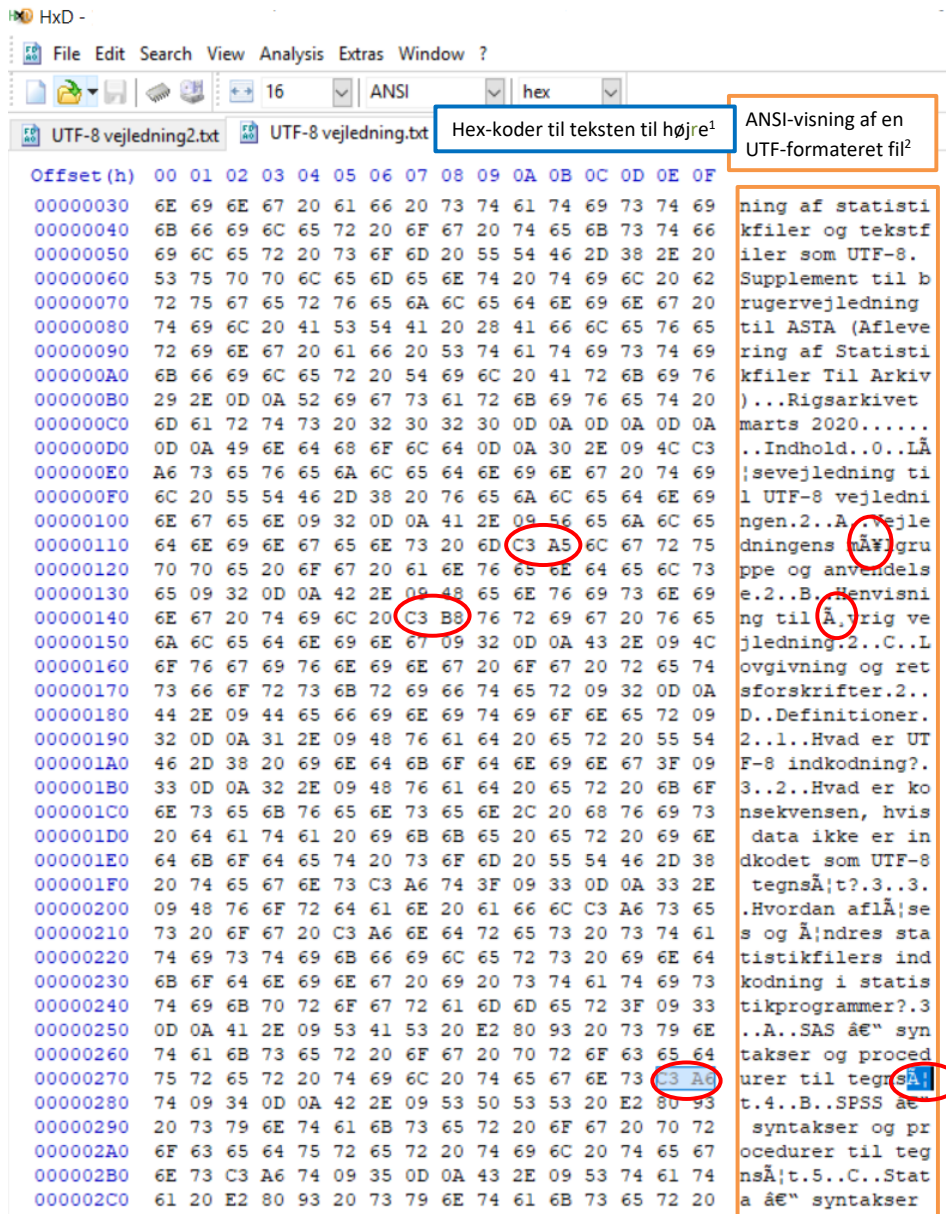 HxD -
File Edit Search View Analysis Extras Window ?
16 ANSI hex
UTF-8 vejledning2.txt UTF-8 vejledning.txt Hex-koder til teksten til højre¹ ANSI-visning af en
UTF-formateret fil²
Offset(h) 00 01 02 03 04 05 06 07 08 09 0A 0B 0C 0D 0E 0F
00000030 6E 69 6E 67 20 61 66 20 73 74 61 74 69 73 74 69 ning af statisti
00000040 6B 66 69 6C 65 72 20 6F 67 20 74 65 6B 73 74 66 kfiler og tekstf
00000050 69 6C 65 72 20 73 6F 6D 20 55 54 46 2D 38 2E 20 iler som UTF-8.
00000060 53 75 70 70 6C 65 6D 65 6E 74 20 74 69 6C 20 62 Supplement til b
00000070 72 75 67 65 72 76 65 6A 6C 65 64 6E 69 6E 67 20 rugervejledning
00000080 74 69 6C 20 41 53 54 41 20 28 41 66 6C 65 76 65 til ASTA (Afleve
00000090 72 69 6E 67 20 61 66 20 53 74 61 74 69 73 74 69 ring af Statisti
000000A0 6B 66 69 6C 65 72 20 54 69 6C 20 41 72 6B 69 76 kfiler Til Arkiv
000000B0 29 2E 0D 0A 52 69 67 73 61 72 6B 69 76 65 74 20 )...Rigsarkivet
000000C0 6D 61 72 74 73 20 32 30 32 30 0D 0A 0D 0A 0D 0A marts 2020......
000000D0 0D 0A 49 6E 64 68 6F 6C 64 0D 0A 30 2E 09 4C C3 ..Indhold..0..LÃ
000000E0 A6 73 65 76 65 6A 6C 65 64 6E 69 6E 67 20 74 69 ¦sevejledning ti
000000F0 6C 20 55 54 46 2D 38 20 76 65 6A 6C 65 64 6E 69 l UTF-8 vejledni
00000100 6E 67 65 6E 09 32 0D 0A 41 2E 09 56 65 6A 6C 65 ngen.2..A..Vejle
00000110 64 6E 69 6E 67 65 6E 73 20 6D C3 A5 6C 67 72 75 dningens mÃ¥lgru
00000120 70 70 65 20 6F 67 20 61 6E 76 65 6E 64 65 6C 73 ppe og anvendels
00000130 65 09 32 0D 0A 42 2E 09 48 65 6E 76 69 73 6E 69 e.2..B..Henvisni
00000140 6E 67 20 74 69 6C 20 C3 B8 76 72 69 67 20 76 65 ng til Ã¸vrig ve
00000150 6A 6C 65 64 6E 69 6E 67 09 32 0D 0A 43 2E 09 4C jledning.2..C..L
00000160 6F 76 67 69 76 6E 69 6E 67 20 6F 67 20 72 65 74 ovgivning og ret
00000170 73 66 6F 72 73 6B 72 69 66 74 65 72 09 32 0D 0A sforskrifter.2..
00000180 44 2E 09 44 65 66 69 6E 69 74 69 6F 6E 65 72 09 D..Definitioner.
00000190 32 0D 0A 31 2E 09 48 76 61 64 20 65 72 20 55 54 2..1..Hvad er UT
000001A0 46 2D 38 20 69 6E 64 6B 6F 64 6E 69 6E 67 3F 09 F-8 indkodning?.
000001B0 33 0D 0A 32 2E 09 48 76 61 64 20 65 72 20 6B 6F 3..2..Hvad er ko
000001C0 6E 73 65 6B 76 65 6E 73 65 6E 2C 20 68 76 69 73 nsekvensen, hvis
000001D0 20 64 61 74 61 20 69 6B 6B 65 20 65 72 20 69 6E data ikke er in
000001E0 64 6B 6F 64 65 74 20 73 6F 6D 20 55 54 46 2D 38 dkodet som UTF-8
000001F0 20 74 65 67 6E 73 C3 A6 74 3F 09 33 0D 0A 33 2E tegnsÃ¦t?.3..3.
00000200 09 48 76 6F 72 64 61 6E 20 61 66 6C C3 A6 73 65 .Hvordan aflÃ¦se
00000210 73 20 6F 67 20 C3 A6 6E 64 72 65 73 20 73 74 61 s og Ã¦ndres sta
00000220 74 69 73 74 69 6B 66 69 6C 65 72 73 20 69 6E 64 tistikfilers ind
00000230 6B 6F 64 6E 69 6E 67 20 69 20 73 74 61 74 69 73 kodning i statis
00000240 74 69 6B 70 72 6F 67 72 61 6D 6D 65 72 3F 09 33 tikprogrammer?.3
00000250 0D 0A 41 2E 09 53 41 53 20 E2 80 93 20 73 79 6E ..A..SAS â€“ syn
00000260 74 61 6B 73 65 72 20 6F 67 20 70 72 6F 63 65 64 takser og proced
00000270 75 72 65 72 20 74 69 6C 20 74 65 67 6E 73 C3 A6 urer til tegnsÃ¦
00000280 74 09 34 0D 0A 42 2E 09 53 50 53 53 20 E2 80 93 t.4..B..SPSS â€“
00000290 20 73 79 6E 74 61 6B 73 65 72 20 6F 67 20 70 72 syntakser og pr
000002A0 6F 63 65 64 75 72 65 72 20 74 69 6C 20 74 65 67 ocedurer til teg
000002B0 6E 73 C3 A6 74 09 35 0D 0A 43 2E 09 53 74 61 74 nsÃ¦t.5..C..Stat
000002C0 61 20 E2 80 93 20 73 79 6E 74 61 6B 73 65 72 20 a â€“ syntakser